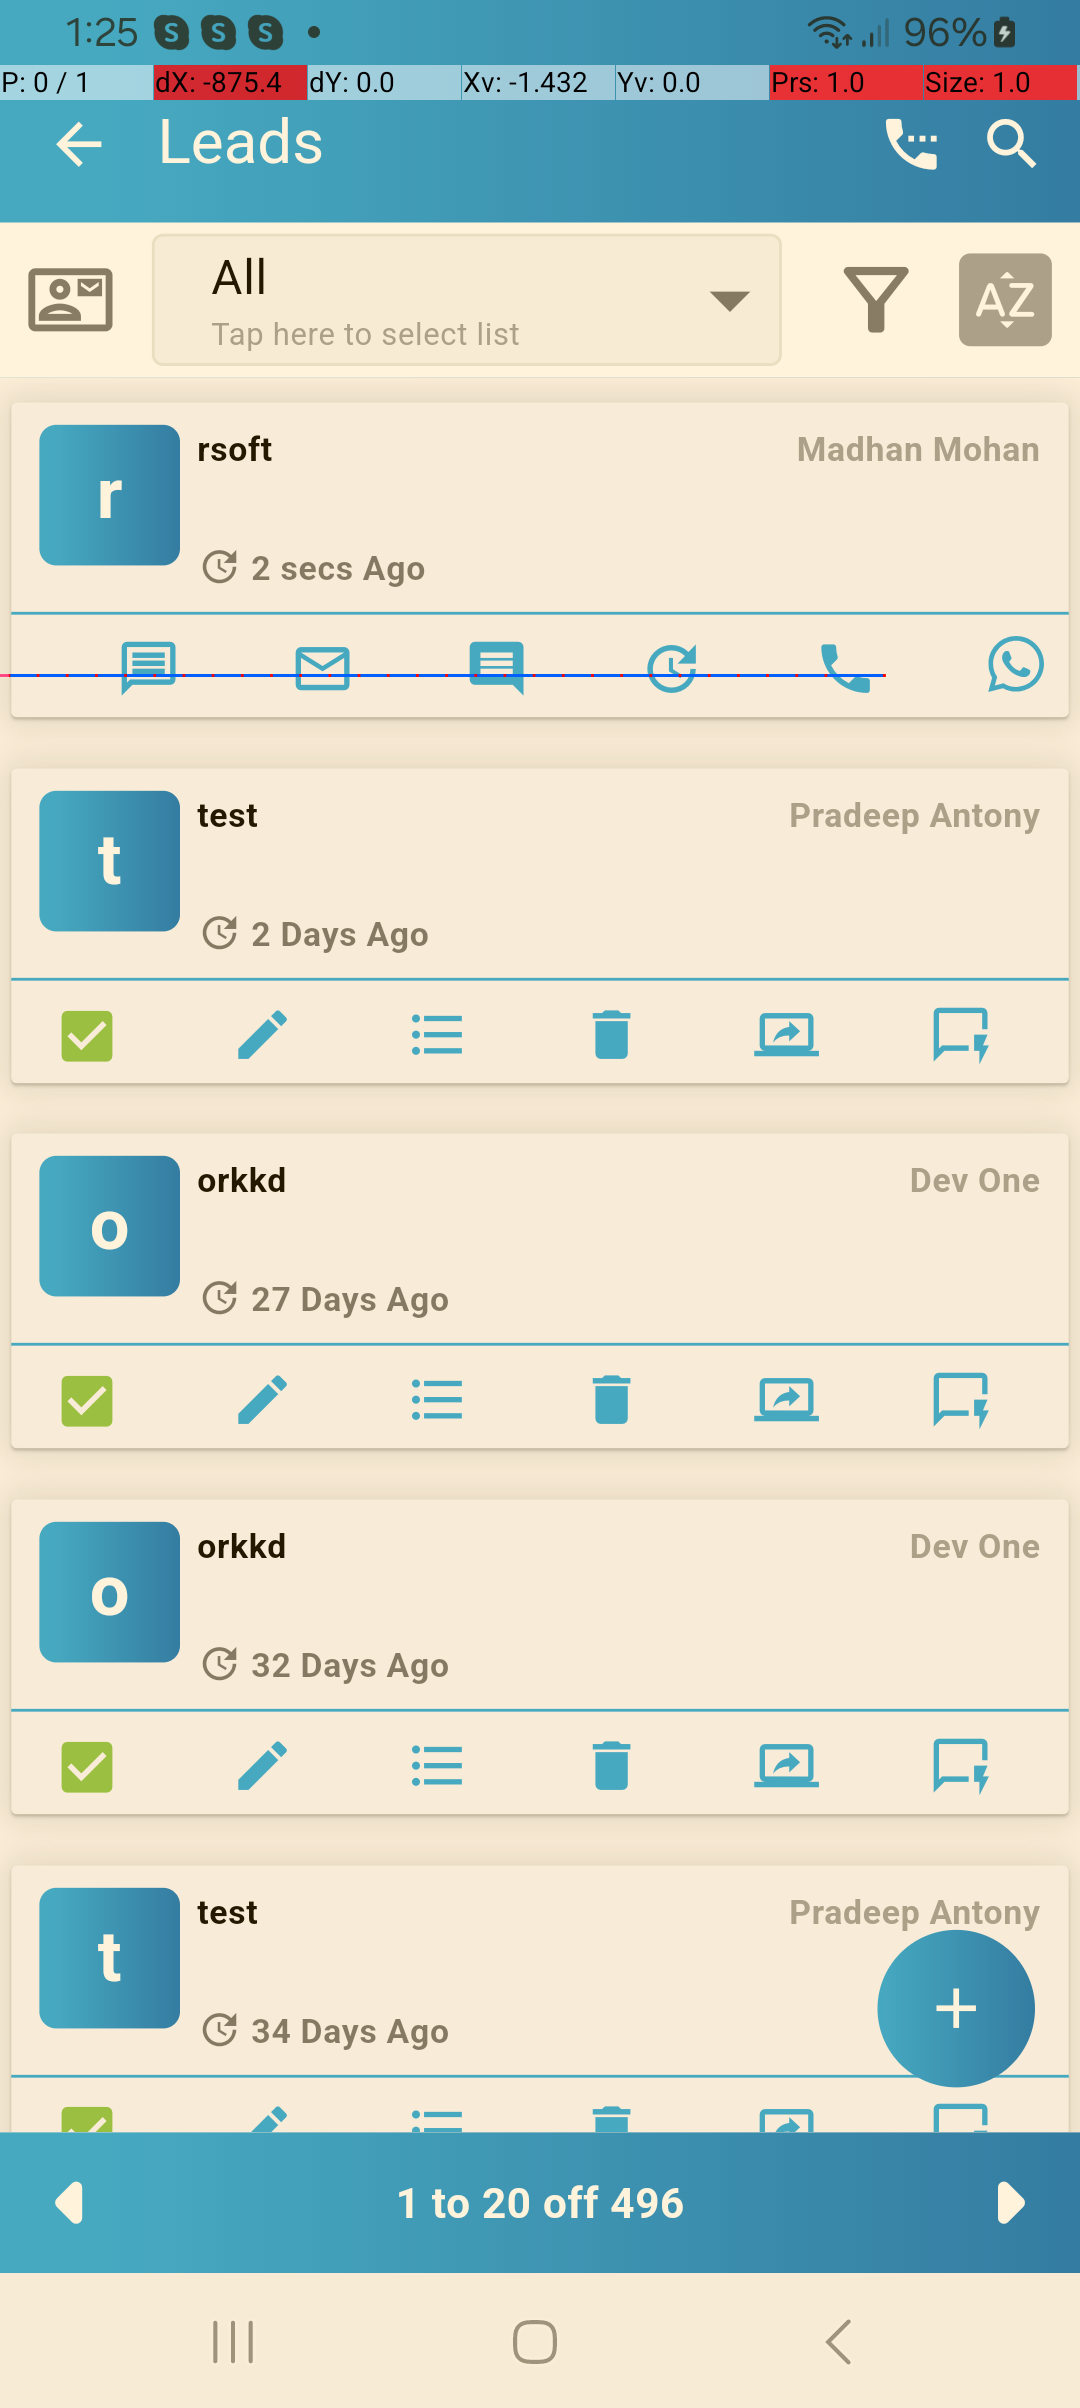 1:25 S S S 96%
P: 0 / 1 dX: -875.4 dY: 0.0 Xv: -1.432 Yv: 0.0 Prs: 1.0 Size: 1.0
Leads
All
Tap here to select list
AZ
r rsoft Madhan Mohan
2 secs Ago
t test Pradeep Antony
2 Days Ago
o orkkd Dev One
27 Days Ago
o orkkd Dev One
32 Days Ago
t test Pradeep Antony
34 Days Ago
1 to 20 off 496